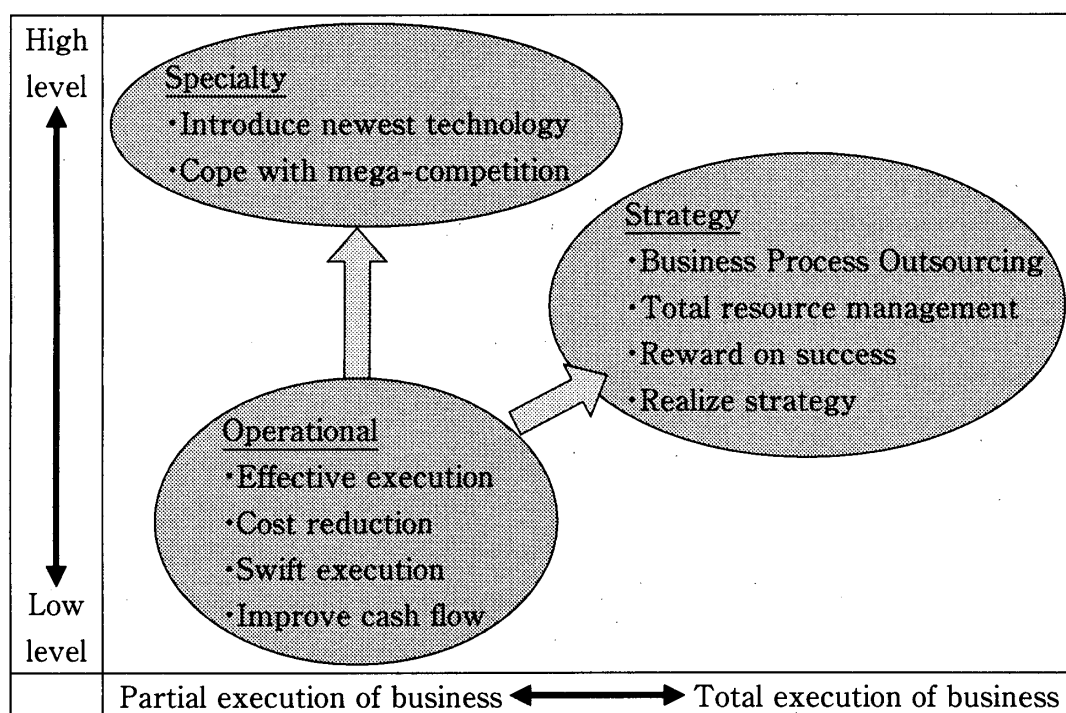 High
level
Specialty
·Introduce newest technology
·Cope with mega-competition
Strategy
·Business Process Outsourcing
·Total resource management
·Reward on success
·Realize strategy
Operational
·Effective execution
·Cost reduction
·Swift execution
·Improve cash flow
Low
level
Partial execution of business
Total execution of business